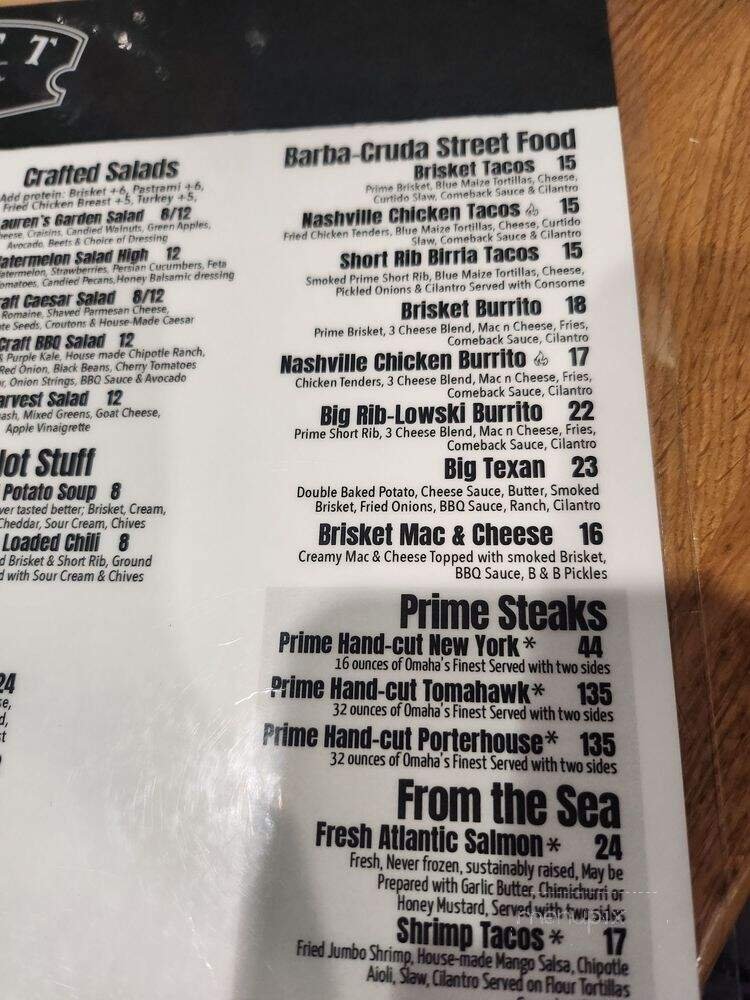 T T
Crafted Salads
Add protein: Brisket +6, Pastrami +6,
Fried Chicken Breast +5, Turkey +5,
auren's Garden Salad 8/12
eese, Craisins, Candied Walnuts, Green Apples,
Avocado, Beets & Choice of Dressing
atermelon Salad High 12
atermelon, Strawberries, Persian Cucumbers, Feta
omatoes, Candied Pecans, Honey Balsamic dressing
aft Caesar Salad 8/12
Romaine, Shaved Parmesan Cheese,
te Seeds, Croutons & House-Made Caesar
Craft BBQ Salad 12
& Purple Kale, House made Chipotle Ranch,
Red Onion, Black Beans, Cherry Tomatoes
r, Onion Strings, BBQ Sauce & Avocado
arvest Salad 12
ash, Mixed Greens, Goat Cheese,
Apple Vinaigrette
Hot Stuff
Potato Soup 8
ver tasted better; Brisket, Cream,
Cheddar, Sour Cream, Chives
Loaded Chili 8
d Brisket & Short Rib, Ground
d with Sour Cream & Chives
24
se,
d,
st
Barba-Cruda Street Food
Brisket Tacos 15
Prime Brisket, Blue Maize Tortillas, Cheese,
Curtido Slaw, Comeback Sauce & Cilantro
Nashville Chicken Tacos 15
Fried Chicken Tenders, Blue Maize Tortillas, Cheese, Curtido
Slaw, Comeback Sauce & Cilantro
Short Rib Birria Tacos 15
Smoked Prime Short Rib, Blue Maize Tortillas, Cheese,
Pickled Onions & Cilantro Served with Consome
Brisket Burrito 18
Prime Brisket, 3 Cheese Blend, Mac n Cheese, Fries,
Comeback Sauce, Cilantro
Nashville Chicken Burrito 17
Chicken Tenders, 3 Cheese Blend, Mac n Cheese, Fries,
Comeback Sauce, Cilantro
Big Rib-Lowski Burrito 22
Prime Short Rib, 3 Cheese Blend, Mac n Cheese, Fries,
Comeback Sauce, Cilantro
Big Texan 23
Double Baked Potato, Cheese Sauce, Butter, Smoked
Brisket, Fried Onions, BBQ Sauce, Ranch, Cilantro
Brisket Mac & Cheese 16
Creamy Mac & Cheese Topped with smoked Brisket,
BBQ Sauce, B & B Pickles
Prime Steaks
Prime Hand-cut New York * 44
16 ounces of Omaha's Finest Served with two sides
Prime Hand-cut Tomahawk* 135
32 ounces of Omaha's Finest Served with two sides
Prime Hand-cut Porterhouse* 135
32 ounces of Omaha's Finest Served with two sides
From the Sea
Fresh Atlantic Salmon * 24
Fresh, Never frozen, sustainably raised, May be
Prepared with Garlic Butter, Chimichurri or
Honey Mustard, Served with two sides
menupix
Shrimp Tacos * 17
Fried Jumbo Shrimp, House-made Mango Salsa, Chipotle
Aioli, Slaw, Cilantro Served on Flour Tortillas